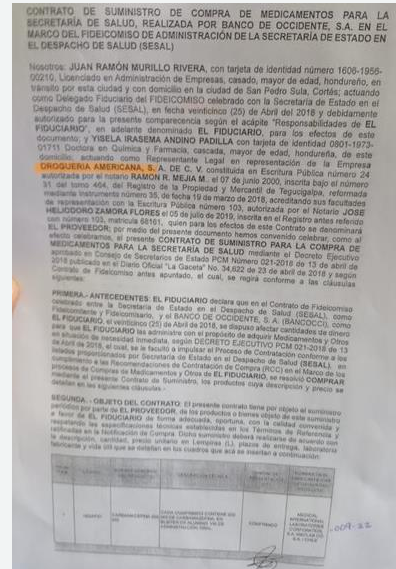 CONTRATO DE SUMINISTRO DE COMPRA DE MEDICAMENTOS PARA LA
SECRETARÍA DE SALUD, REALIZADA POR BANCO DE OCCIDENTE, S.A. EN EL
MARCO DEL FIDEICOMISO DE ADMINISTRACIÓN DE LA SECRETARÍA DE ESTADO EN
EL DESPACHO DE SALUD (SESAL)
Nosotros: JUAN RAMÓN MURILLO RIVERA, con tarjeta de identidad número 1606-1956-
00210, Licenciado en Administración de Empresas, casado, mayor de edad, hondureño, en
tránsito por esta ciudad y con domicilio en la ciudad de San Pedro Sula, Cortés; actuando
como Delegado Fiduciario del FIDEICOMISO celebrado con la Secretaría de Estado en el
Despacho de Salud (SESAL), en fecha veinticinco (25) de Abril del 2018 y debidamente
autorizado para la presente comparecencia según el acápite "Responsabilidades de EL
FIDUCIARIO", en adelante denominado EL FIDUCIARIO, para los efectos de este
documento; y YISELA IRASEMA ANDINO PADILLA con tarjeta de identidad 0801-1973-
01711 Doctora en Química y Farmacia, casada, mayor de edad, hondureña, de este
domicilio; actuando como Representante Legal en representación de la Empresa
DROGUERIA AMERICANA, S. A. DE C. V. constituida en Escritura Pública número 24
autorizada por el notario RAMON R. MEJIA M. el 07 de junio 2000, inscrita bajo el número
31 del tomo 464, del Registro de la Propiedad y Mercantil de Tegucigalpa, reformada
mediante instrumento número 35, de fecha 19 de marzo 2018, acreditando sus facultades
de representación con la Escritura Pública número 103, autorizada por el Notario JOSE
HELIODORO ZAMORA FLORES el 05 de julio 2019, inscrita en el Registro antes referido
con número 103, matrícula 68161, quien para los efectos de este Contrato se denominará
EL PROVEEDOR; por medio del presente documento hemos convenido celebrar, como al
efecto celebramos, el presente CONTRATO DE SUMINISTRO PARA LA COMPRA DE
MEDICAMENTOS PARA LA SECRETARÍA DE SALUD mediante el Decreto Ejecutivo
aprobado en Consejo de Secretarios de Estado PCM Número 021-2018 de 13 de abril de
2018 publicado en el Diario Oficial "La Gaceta" No. 34,622 de 23 de abril de 2018 y según
Contrato de Fideicomiso antes apuntado, el cual, se regirá conforme a las cláusulas
siguientes:
PRIMERA.- ANTECEDENTES: EL FIDUCIARIO declara que en Contrato de Fideicomiso
celebrado entre la Secretaría de Estado en el Despacho de Salud (SESAL), como
Fideicomitente y Fideicomisario, y el BANCO DE OCCIDENTE, S.A. (BANCOCCI), como
EL FIDUCIARIO, el veinticinco (25) de Abril de 2018, se dispuso afectar cantidades de dinero
para que EL FIDUCIARIO las administre con el propósito de adquirir Medicamentos y Otros
en situación de necesidad inmediata, según DECRETO EJECUTIVO PCM 021-2018 de 13
de Abril de 2018, el cual, se la facultó a impulsar el Proceso de Contratación conforme a los
listados proporcionados por Secretaría de Estado en el Despacho de Salud (SESAL). En
cumplimiento a las Recomendaciones de Contratación de Compra (RCC) en el Marco de los
procesos de Compras de Medicamentos y Otros de EL FIDUCIARIO, se resolvió COMPRAR
mediante el presente Contrato de Suministro, los productos cuya descripción y precio se
detallan en las siguientes cláusulas.-
SEGUNDA.- OBJETO DEL CONTRATO: El presente contrato tiene por objeto el suministro
periódico por parte de EL PROVEEDOR, de los productos o bienes objeto de este suministro
a favor de EL FIDUCIARIO de forma adecuada, oportuna, con la calidad convenida y
respetando las especificaciones técnicas establecidas en los Términos de Referencia y
ratificadas en la Notificación de Compra. Dicho suministro deberá realizarse de acuerdo con
la descripción, cantidad, precio unitario en Lempiras (L), plazos de entrega, laboratorio
fabricante y vida útil que se detallan en los cuadros que acá se insertan a continuación: